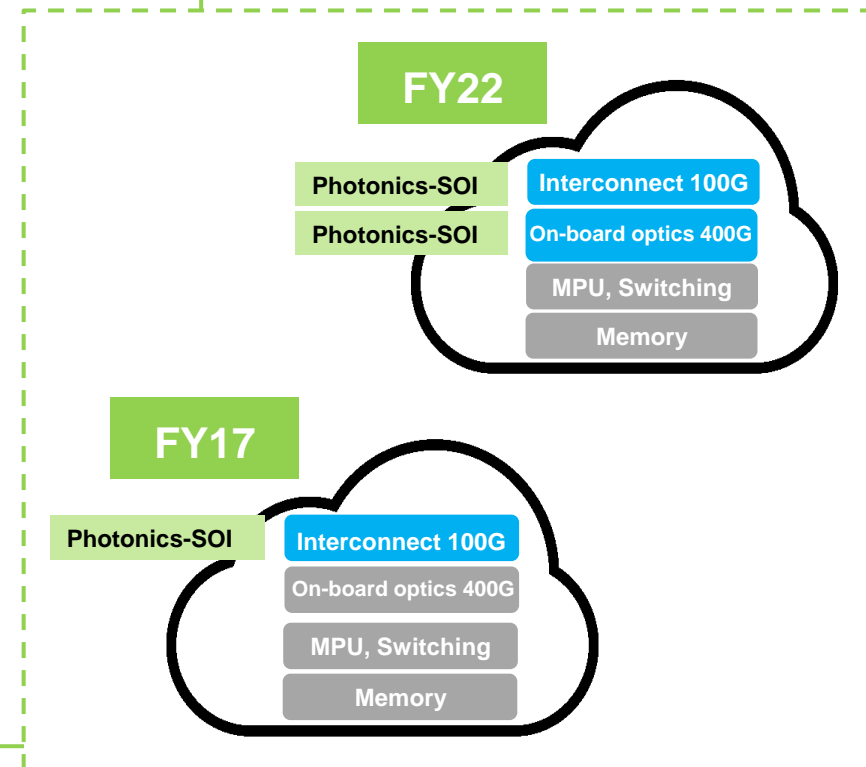 FY22
Photonics-SOI
Interconnect 100G
Photonics-SOI
On-board optics 400G
MPU, Switching
Memory
FY17
Photonics-SOI
Interconnect 100G
On-board optics 400G
MPU, Switching
Memory